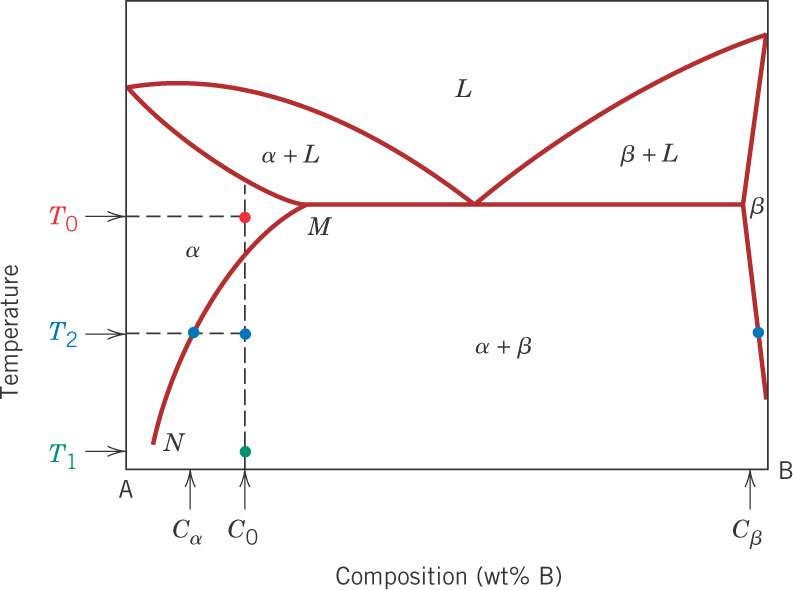 L
α + L
β + L
T0
M
β
α
T2
α + β
N
T1
Temperature
A
B
Cα
C0
Cβ
Composition (wt% B)